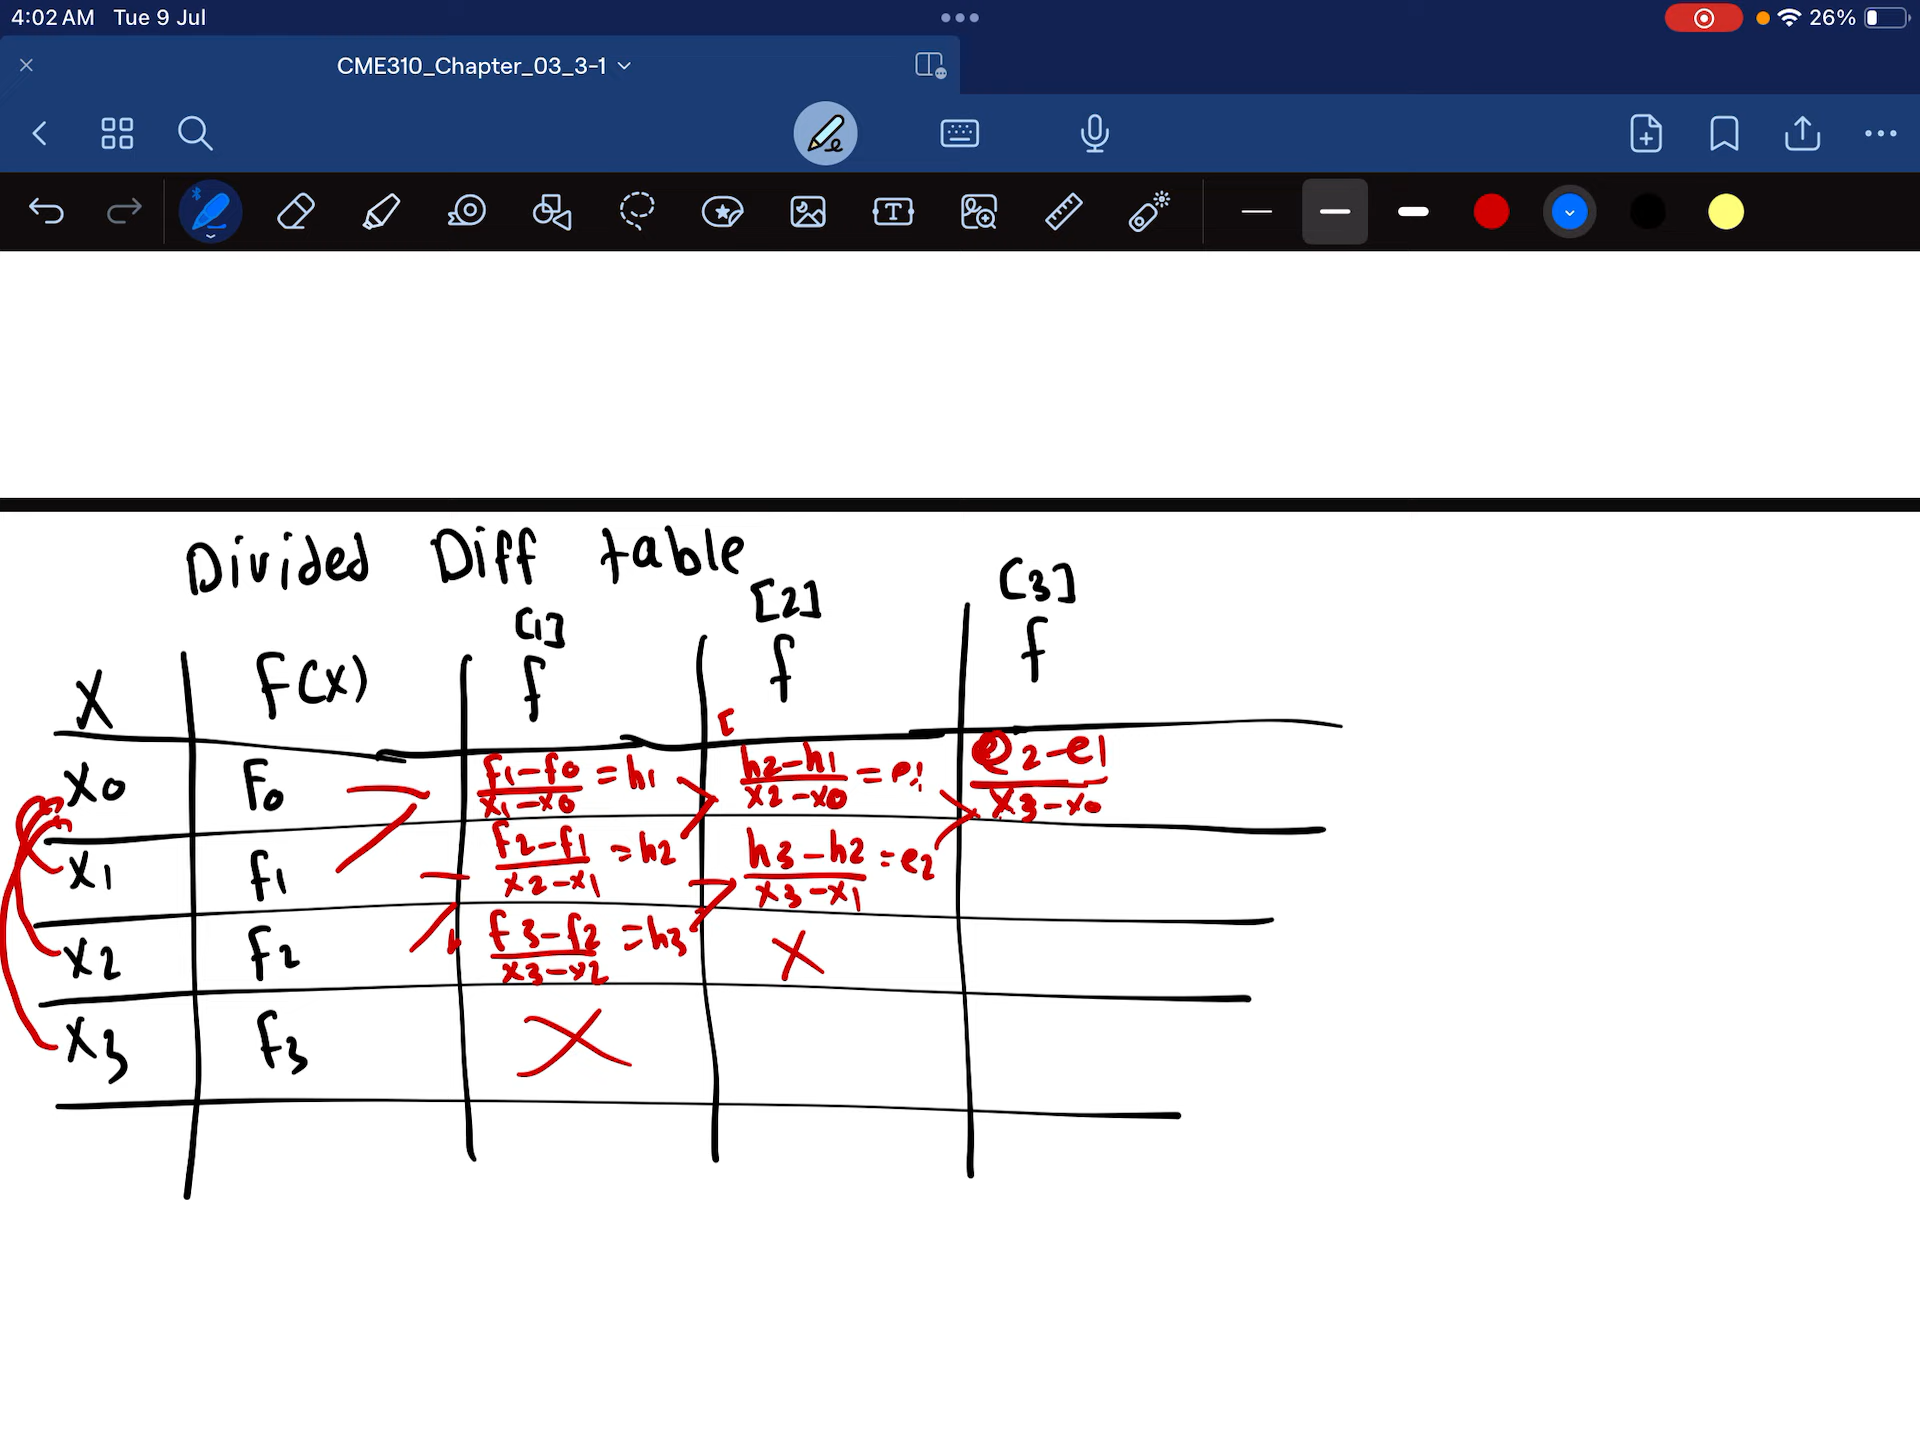 4:02 AM Tue 9 Jul 26%
CME310_Chapter_03_3-1
Divided Diff table
[1] [2] [3]
X F(x) f f f
x0 F0 f1-f0/x1-x0 = h1 h2-h1/x2-x0 = e1 e2-e1/x3-x0
x1 f1 f2-f1/x2-x1 = h2 h3-h2/x3-x1 = e2
x2 f2 f3-f2/x3-x2 = h3 X
x3 f3 X